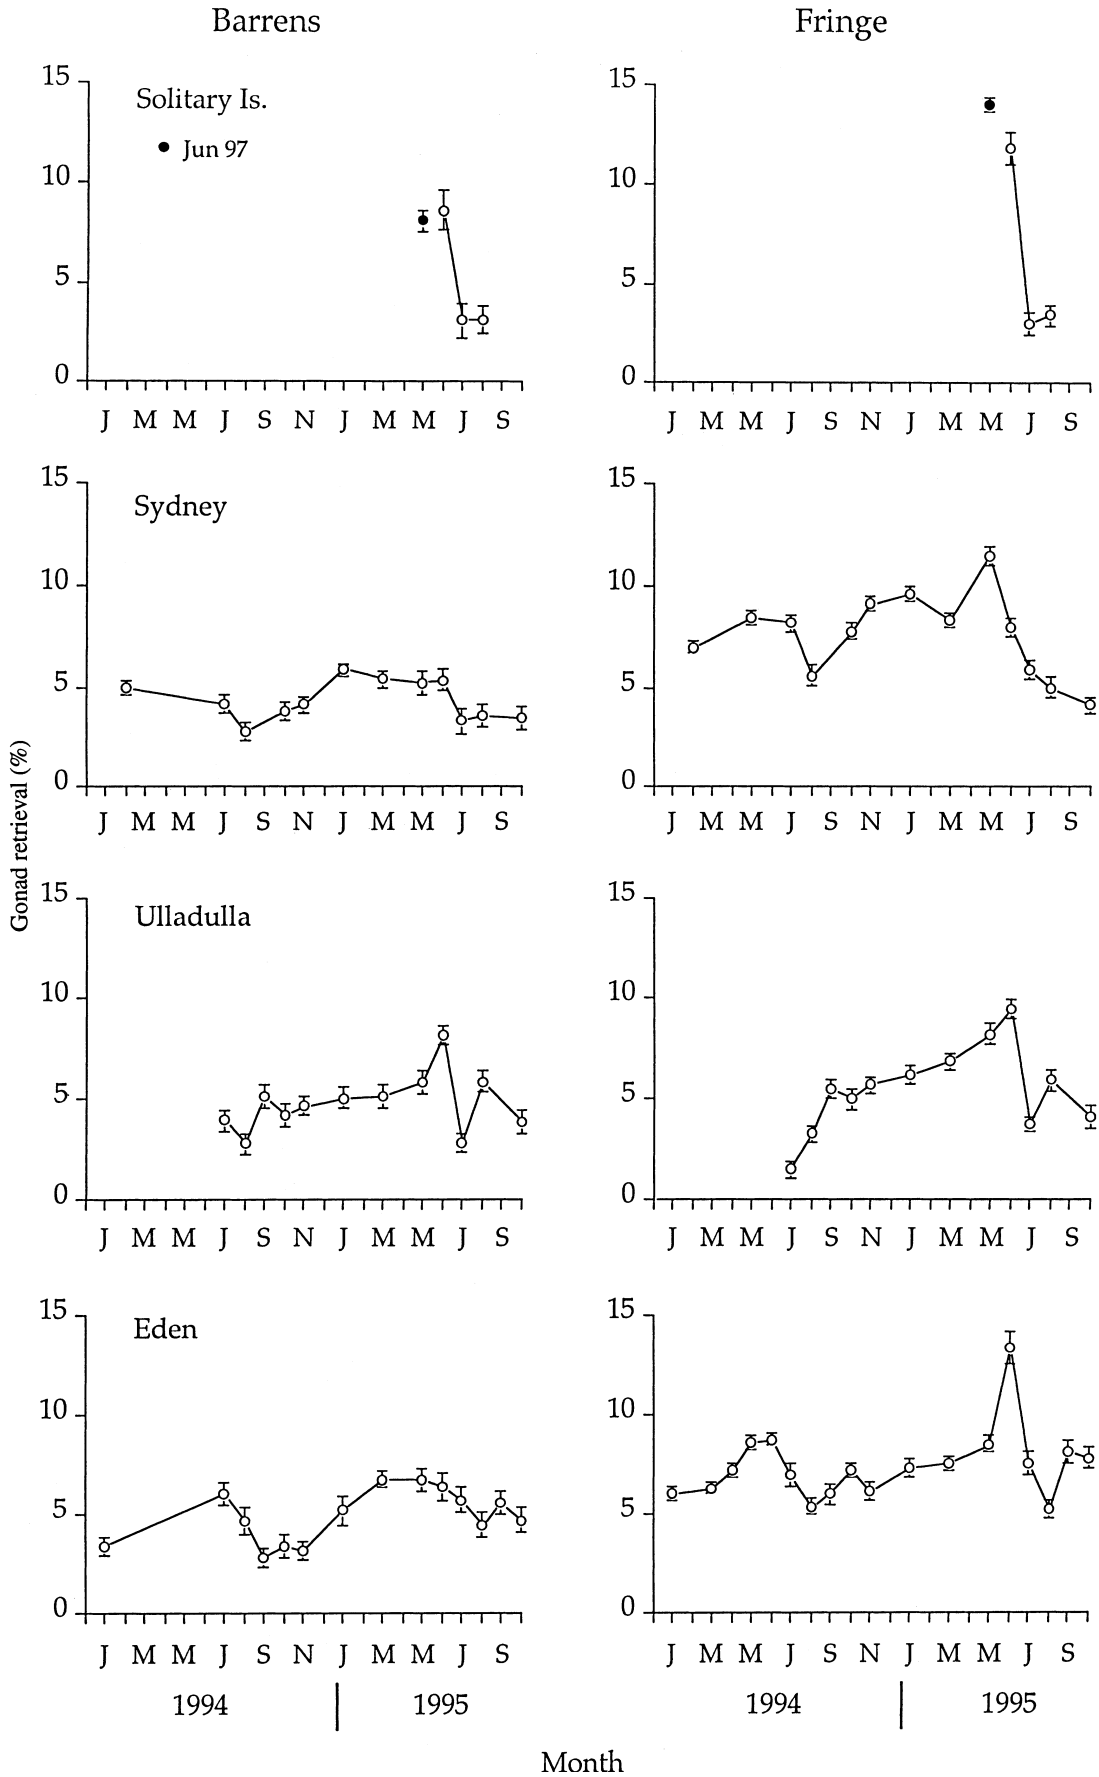 Barrens Fringe
15 15
Solitary Is.
● Jun 97
10 10
5 5
0 0
J M M J S N J M M J S J M M J S N J M M J S
15 15
Sydney
10 10
5 5
0 0
J M M J S N J M M J S J M M J S N J M M J S
Gonad retrieval (%)
15 15
Ulladulla
10 10
5 5
0 0
J M M J S N J M M J S J M M J S N J M M J S
15 15
Eden
10 10
5 5
0 0
J M M J S N J M M J S J M M J S N J M M J S
1994 | 1995 1994 | 1995
Month